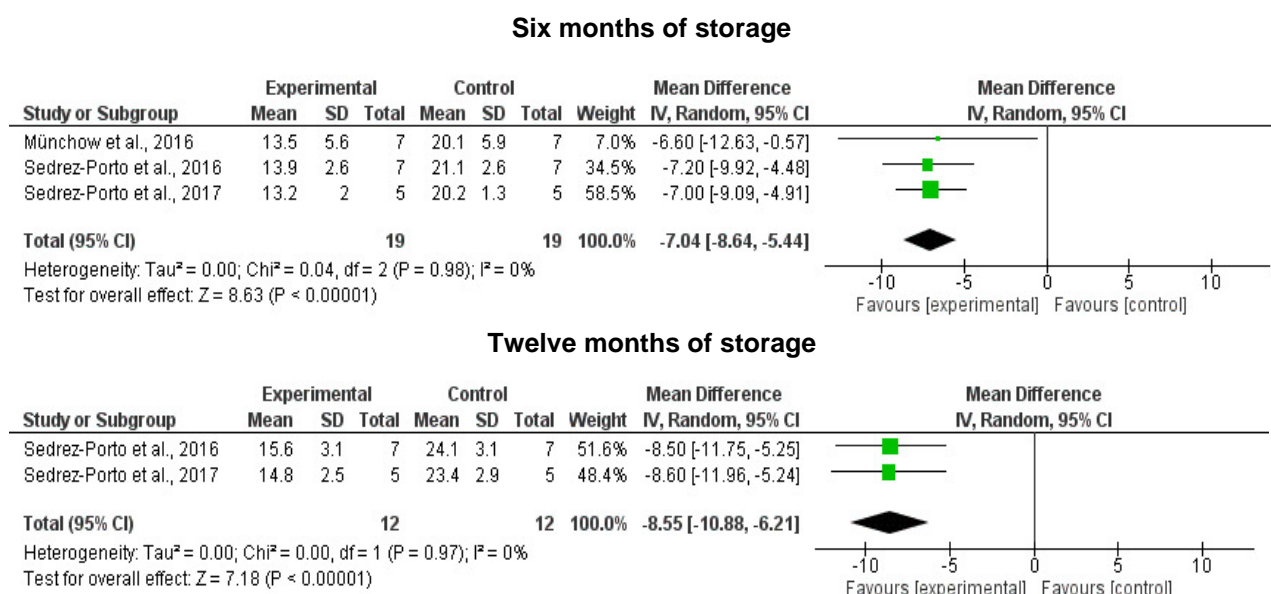 Six months of storage
Experimental Control Mean Difference Mean Difference
Study or Subgroup Mean SD Total Mean SD Total Weight IV, Random, 95% CI IV, Random, 95% CI
Münchow et al., 2016 13.5 5.6 7 20.1 5.9 7 7.0% -6.60 [-12.63, -0.57]
Sedrez-Porto et al., 2016 13.9 2.6 7 21.1 2.6 7 34.5% -7.20 [-9.92, -4.48]
Sedrez-Porto et al., 2017 13.2 2 5 20.2 1.3 5 58.5% -7.00 [-9.09, -4.91]
Total (95% CI) 19 19 100.0% -7.04 [-8.64, -5.44]
Heterogeneity: Tau² = 0.00; Chi² = 0.04, df = 2 (P = 0.98); I² = 0%
Test for overall effect: Z = 8.63 (P < 0.00001)
-10 -5 0 5 10
Favours [experimental] Favours [control]
Twelve months of storage
Experimental Control Mean Difference Mean Difference
Study or Subgroup Mean SD Total Mean SD Total Weight IV, Random, 95% CI IV, Random, 95% CI
Sedrez-Porto et al., 2016 15.6 3.1 7 24.1 3.1 7 51.6% -8.50 [-11.75, -5.25]
Sedrez-Porto et al., 2017 14.8 2.5 5 23.4 2.9 5 48.4% -8.60 [-11.96, -5.24]
Total (95% CI) 12 12 100.0% -8.55 [-10.88, -6.21]
Heterogeneity: Tau² = 0.00; Chi² = 0.00, df = 1 (P = 0.97); I² = 0%
Test for overall effect: Z = 7.18 (P < 0.00001)
-10 -5 0 5 10
Favours [experimental] Favours [control]